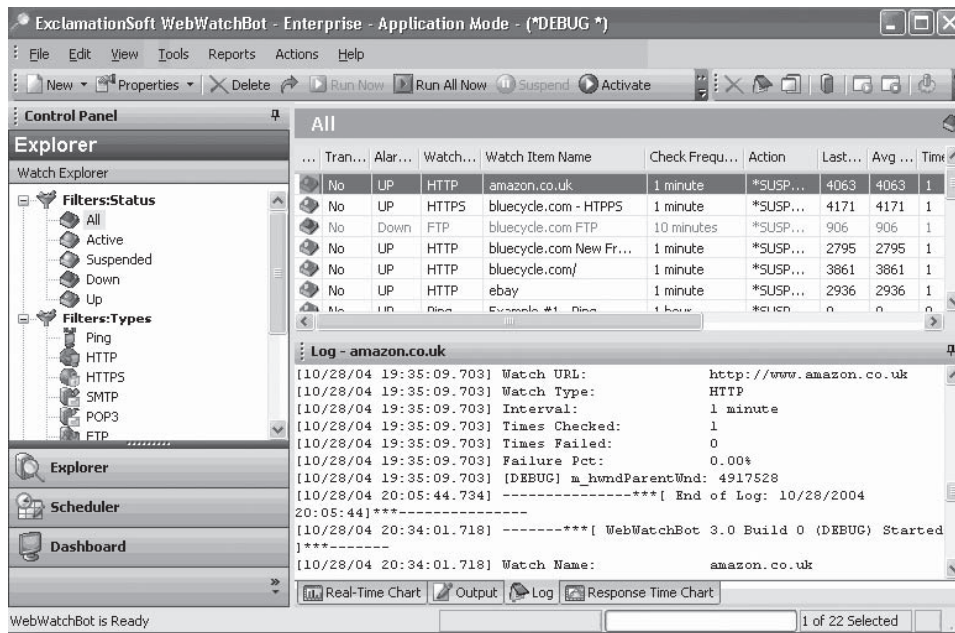 ExclamationSoft WebWatchBot - Enterprise - Application Mode - (*DEBUG *)
File Edit View Tools Reports Actions Help
New Properties Delete Run Now Run All Now Suspend Activate
Control Panel
Explorer
Watch Explorer
Filters:Status
All
Active
Suspended
Down
Up
Filters:Types
Ping
HTTP
HTTPS
SMTP
POP3
FTP
Explorer
Scheduler
Dashboard
All
... Tran... Alar... Watch... Watch Item Name Check Frequ... Action Last... Avg ... Time
No UP HTTP amazon.co.uk 1 minute *SUSP... 4063 4063 1
No UP HTTPS bluecycle.com - HTPPS 1 minute *SUSP... 4171 4171 1
No Down FTP bluecycle.com FTP 10 minutes *SUSP... 906 906 1
No UP HTTP bluecycle.com New Fr... 1 minute *SUSP... 2795 2795 1
No UP HTTP bluecycle.com/ 1 minute *SUSP... 3861 3861 1
No UP HTTP ebay 1 minute *SUSP... 2936 2936 1
No UP Ping Example #1 - Ping 1 hour *SUSP... 0 0 0
Log - amazon.co.uk
[10/28/04 19:35:09.703] Watch URL: http://www.amazon.co.uk
[10/28/04 19:35:09.703] Watch Type: HTTP
[10/28/04 19:35:09.703] Interval: 1 minute
[10/28/04 19:35:09.703] Times Checked: 1
[10/28/04 19:35:09.703] Times Failed: 0
[10/28/04 19:35:09.703] Failure Pct: 0.00%
[10/28/04 19:35:09.703] [DEBUG] m_hwndParentWnd: 4917528
[10/28/04 20:05:44.734] ---------------***[ End of Log: 10/28/2004
20:05:44]***---------------
[10/28/04 20:34:01.718] -------***[ WebWatchBot 3.0 Build 0 (DEBUG) Started
]***-------
[10/28/04 20:34:01.718] Watch Name: amazon.co.uk
Real-Time Chart Output Log Response Time Chart
WebWatchBot is Ready 1 of 22 Selected